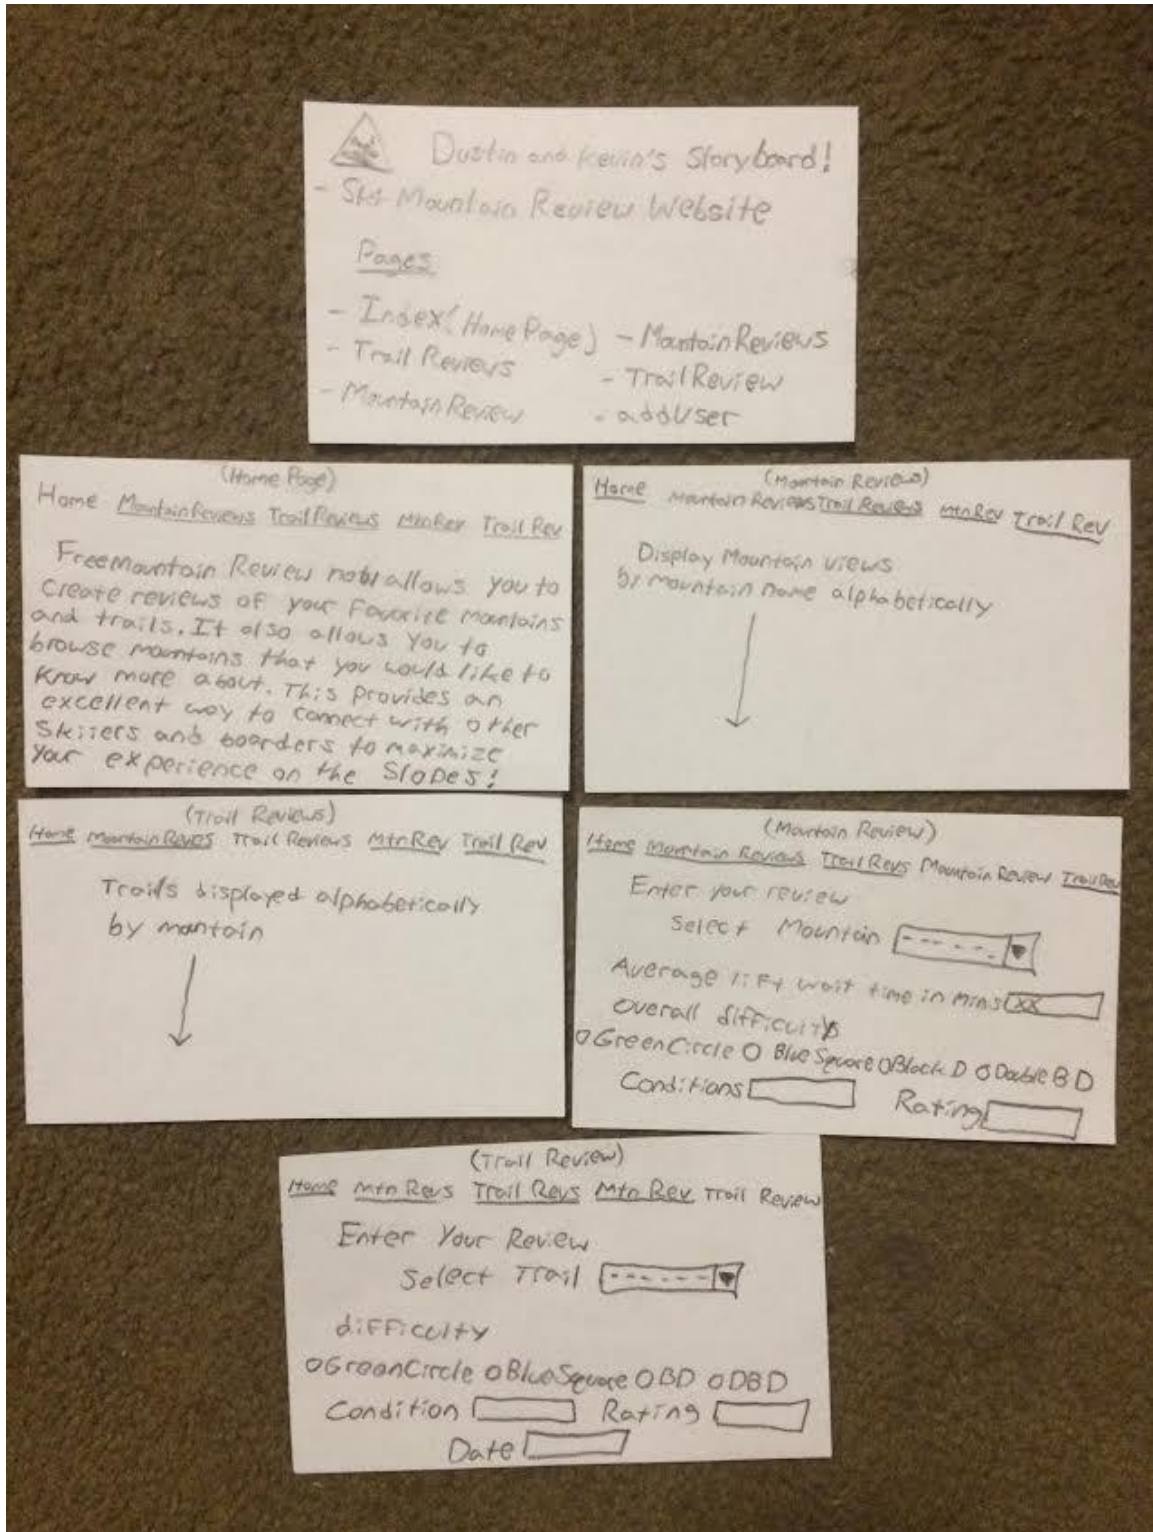 Dustin and Kevin's Storyboard!
- Ski Mountain Review Website
Pages
- Index (Home Page)
- Trail Reviews
- Mountain Review
- Mountain Reviews
- Trail Review
- addUser
(Home Page)
Home Mountain Reviews Trail Reviews Mtn Rev Trail Rev
Free Mountain Review allows you to
create reviews of your favorite mountains
and trails. It also allows you to
browse mountains that you would like to
know more about. This provides an
excellent way to connect with other
Skiiers and boarders to maximize
your experience on the Slopes!
(Mountain Reviews)
Home Mountain Reviews Trail Reviews Mtn Rev Trail Rev
Display Mountain views
by mountain name alphabetically
(Trail Reviews)
Home Mountain Reves Trail Reviews Mtn Rev Trail Rev
Trails displayed alphabetically
by mantain
(Mountain Review)
Home Mountain Reviews Trail Revs Mountain Review Trail Rev
Enter your review
Select Mountain
Average lift wait time in mins XX
Overall difficulty
O Green Circle O Blue Square O Black D O Double B D
Conditions Rating
(Trail Review)
Home Mtn Revs Trail Revs Mtn Rev Trail Review
Enter Your Review
Select Trail
difficulty
O Green Circle O Blue Square O BD O DBD
Condition Rating
Date